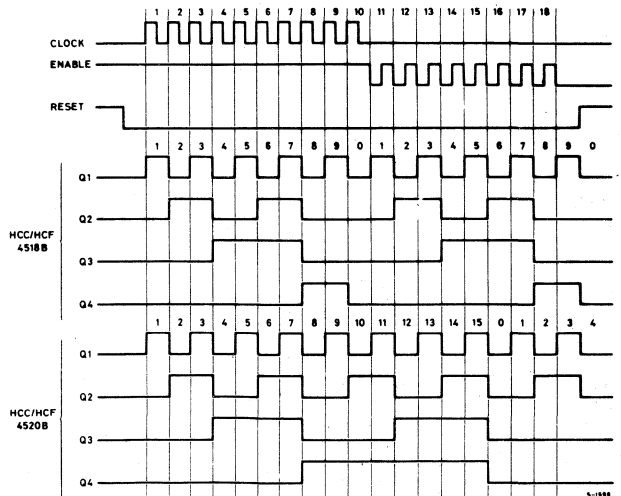 1 2 3 4 5 6 7 8 9 10 11 12 13 14 15 16 17 18
CLOCK
ENABLE
RESET
1 2 3 4 5 6 7 8 9 0 1 2 3 4 5 6 7 8 9 0
Q1
Q2
HCC/HCF
4518B
Q3
Q4
1 2 3 4 5 6 7 8 9 10 11 12 13 14 15 0 1 2 3 4
Q1
Q2
HCC/HCF
4520B
Q3
Q4
S-1598